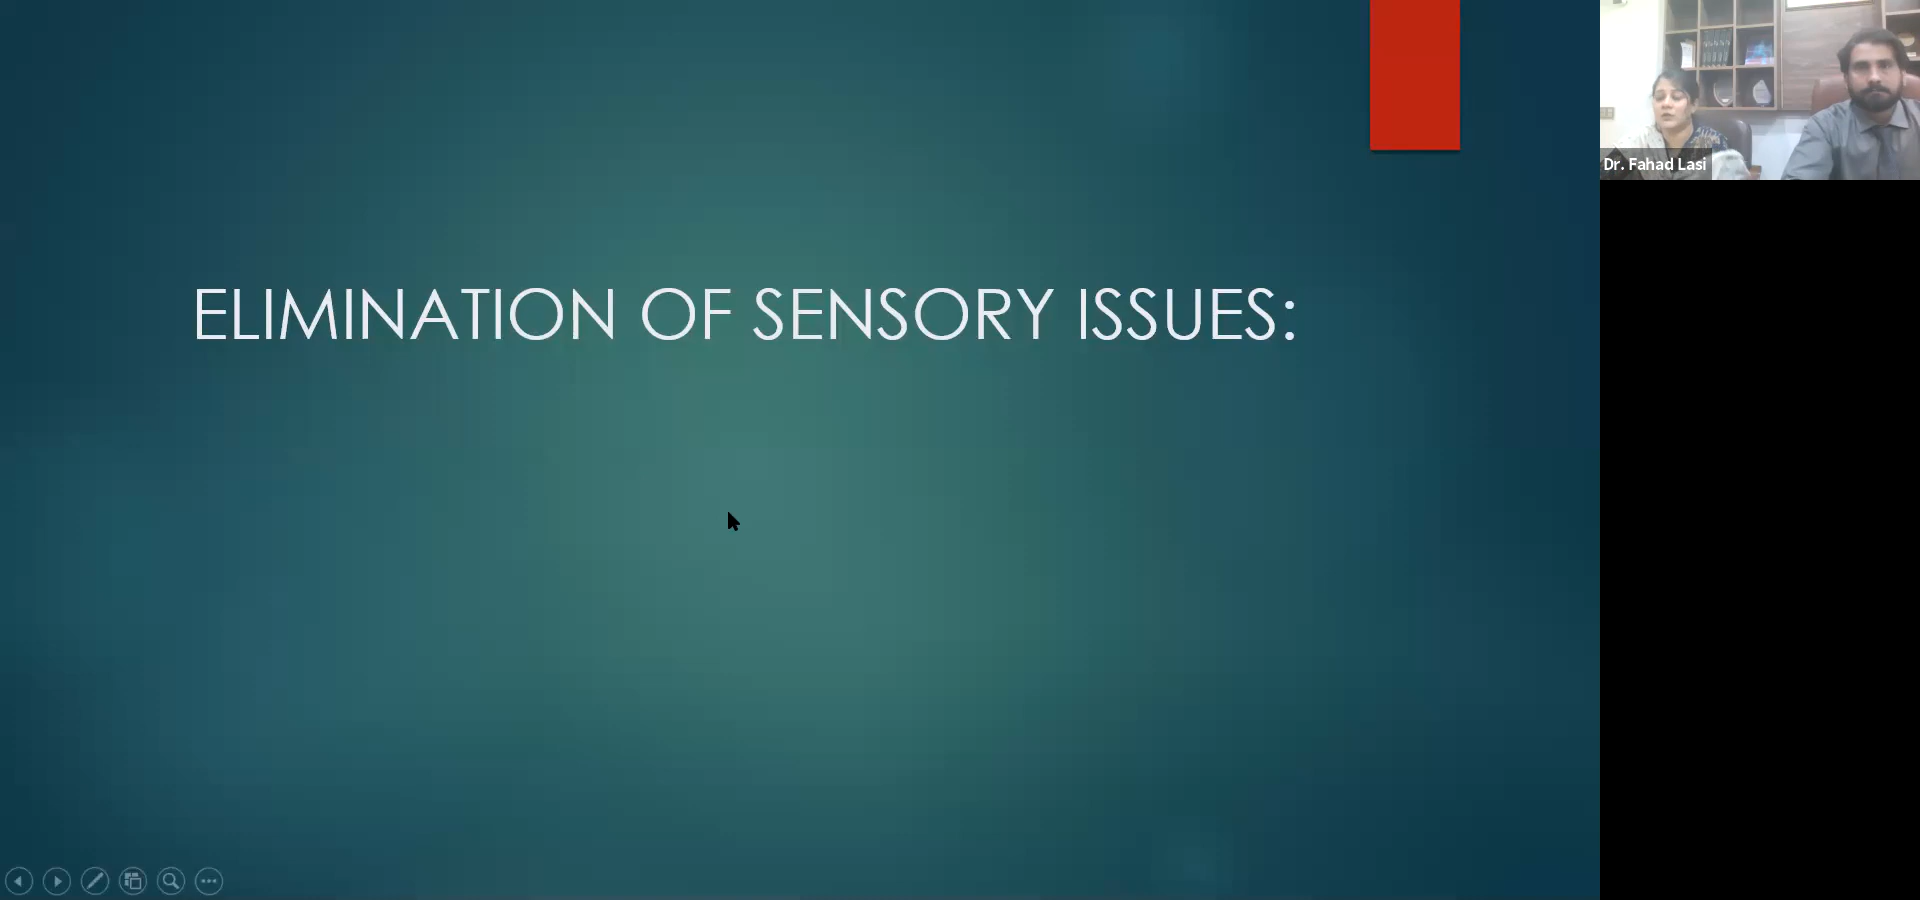 ELIMINATION OF SENSORY ISSUES:
Dr. Fahad Lasi